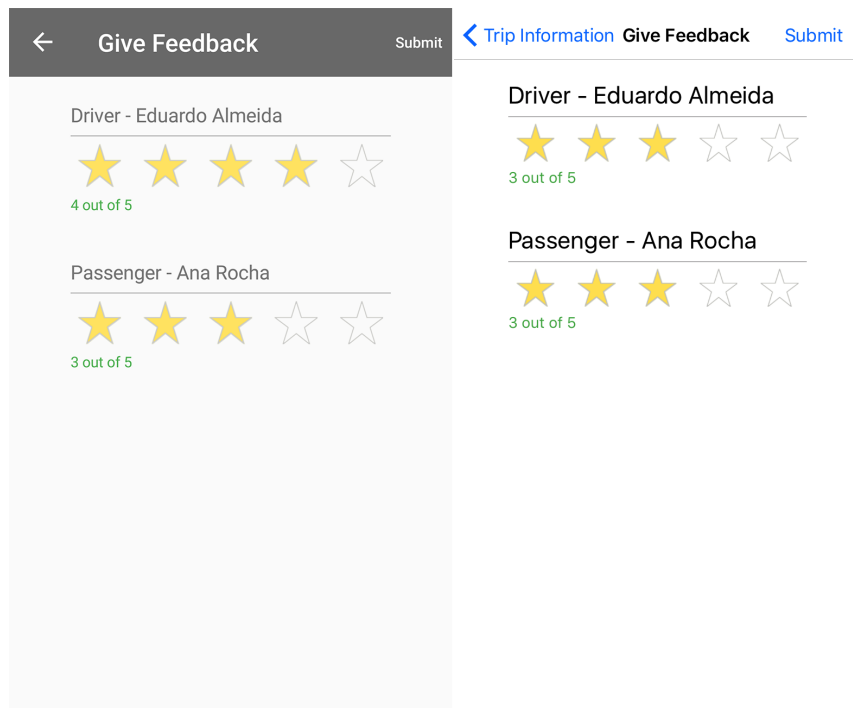 Give Feedback Submit
Driver - Eduardo Almeida
4 out of 5
Passenger - Ana Rocha
3 out of 5
Trip Information Give Feedback Submit
Driver - Eduardo Almeida
3 out of 5
Passenger - Ana Rocha
3 out of 5